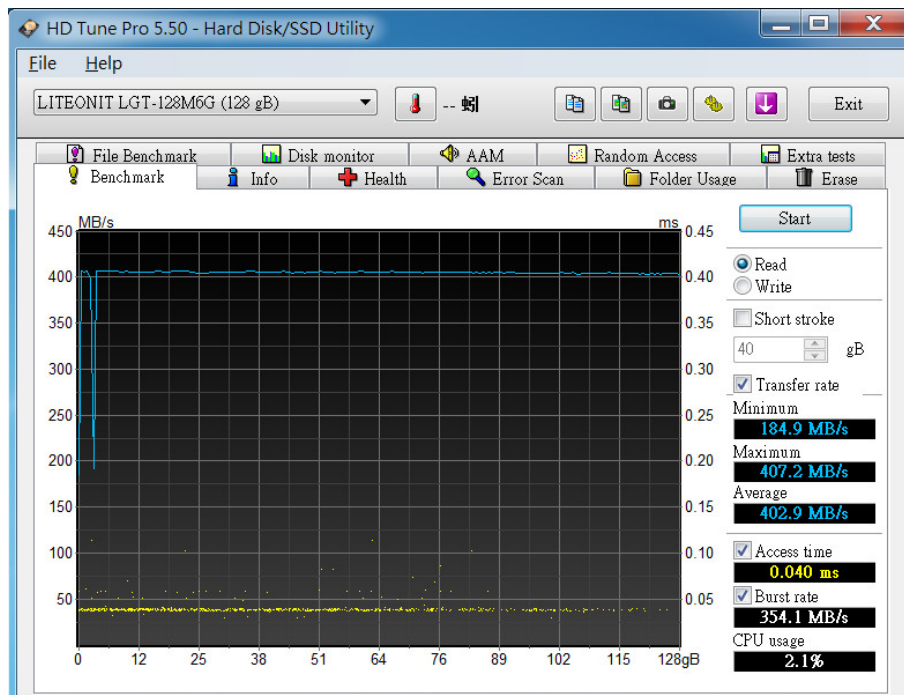 HD Tune Pro 5.50 - Hard Disk/SSD Utility
File Help
LITEONIT LGT-128M6G (128 gB)
-- 蚓
Exit
File Benchmark Disk monitor AAM Random Access Extra tests
Benchmark Info Health Error Scan Folder Usage Erase
MB/s ms
450 0.45
400 0.40
350 0.35
300 0.30
250 0.25
200 0.20
150 0.15
100 0.10
50 0.05
0 12 25 38 51 64 76 89 102 115 128gB
Start
Read
Write
Short stroke
40 gB
Transfer rate
Minimum
184.9 MB/s
Maximum
407.2 MB/s
Average
402.9 MB/s
Access time
0.040 ms
Burst rate
354.1 MB/s
CPU usage
2.1%